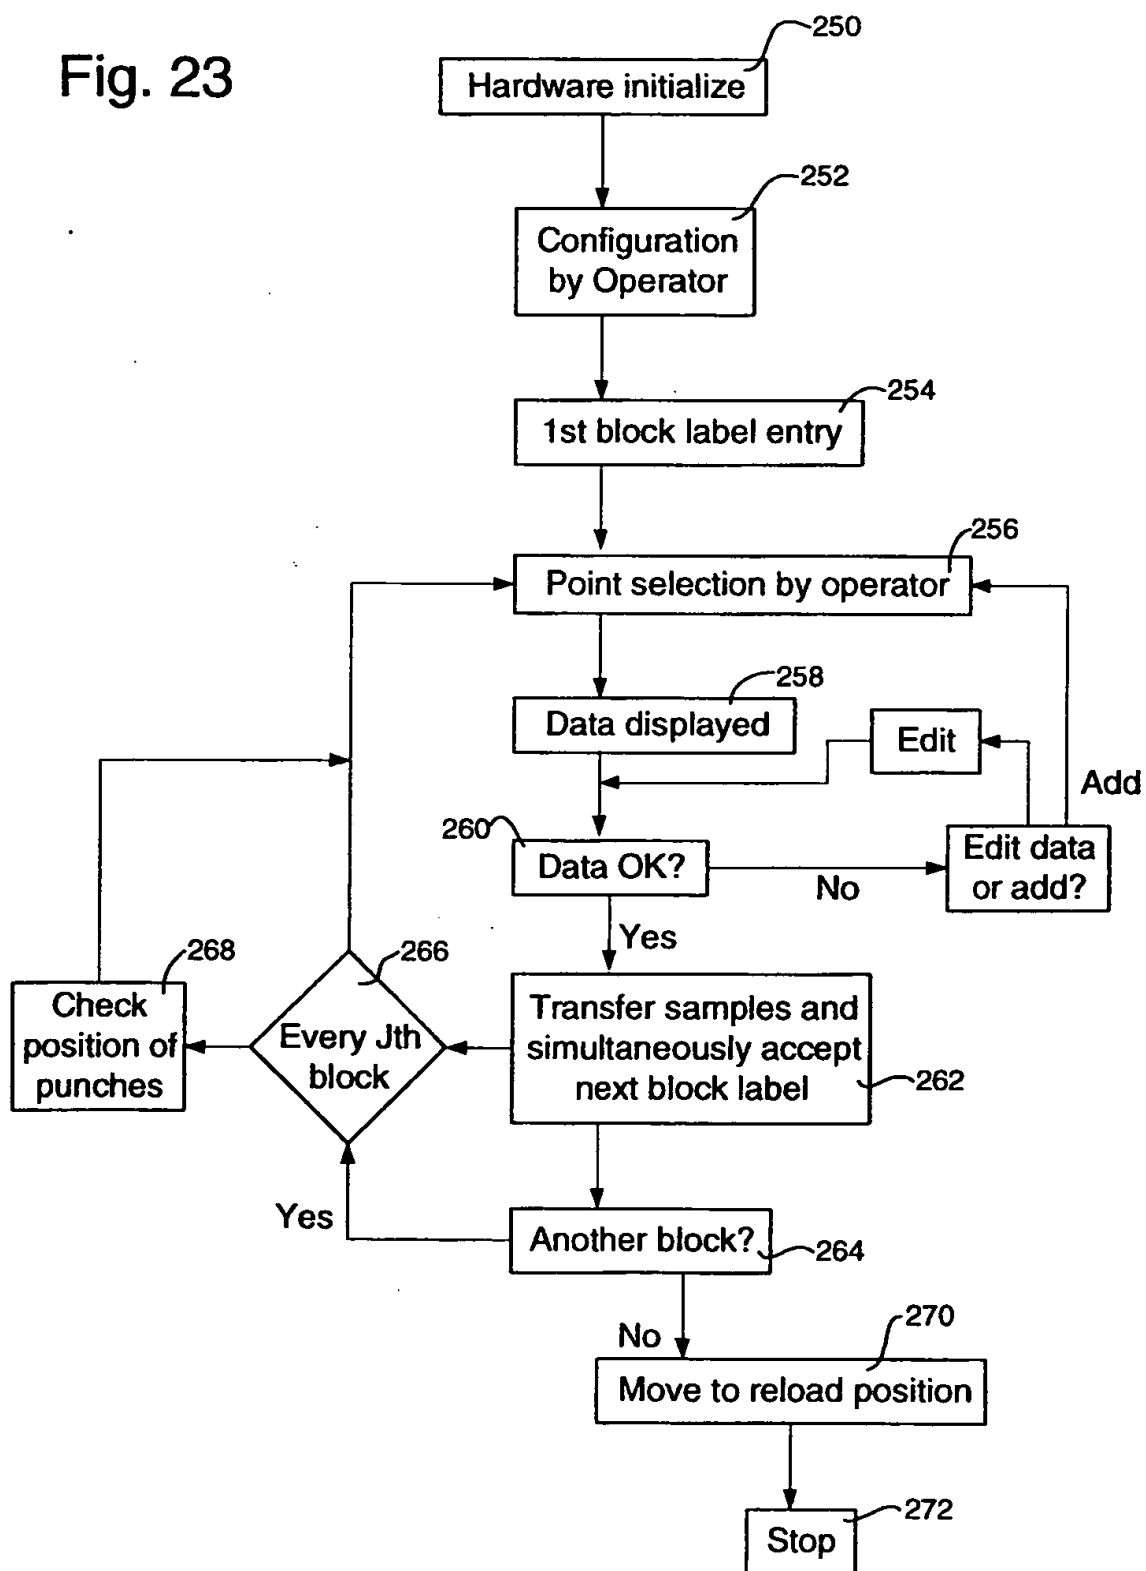 Fig. 23
250
Hardware initialize
252
Configuration
by Operator
254
1st block label entry
256
Point selection by operator
258
Data displayed
Edit
Add
260
Data OK?
No
Edit data
or add?
Yes
268
Check
position of
punches
266
Every Jth
block
Transfer samples and
simultaneously accept
next block label
262
Yes
Another block?
264
No
270
Move to reload position
272
Stop